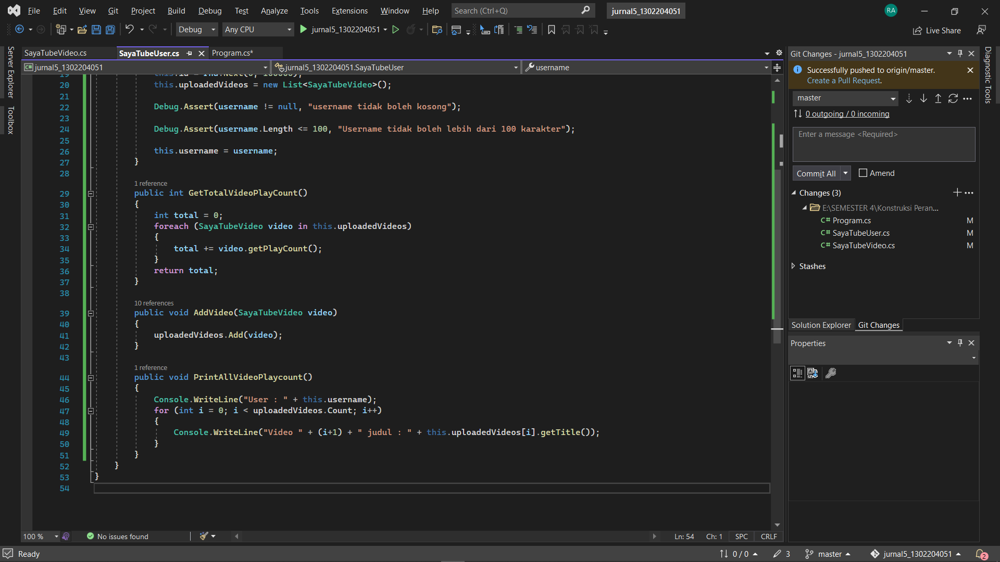 File Edit View Git Project Build Debug Test Analyze Tools Extensions Window Help Search (Ctrl+Q) jurnal5_1302204051 RA
Debug Any CPU jurnal5_1302204051 Live Share
SayaTubeVideo.cs SayaTubeUser.cs Program.cs*
jurnal5_1302204051 jurnal5_1302204051.SayaTubeUser username
Server Explorer
Toolbox
20 this.uploadedVideos = new List<SayaTubeVideo>();
21
22 Debug.Assert(username != null, "username tidak boleh kosong");
23
24 Debug.Assert(username.Length <= 100, "Username tidak boleh lebih dari 100 karakter");
25
26 this.username = username;
27 }
28
1 reference
29 public int GetTotalVideoPlayCount()
30 {
31 int total = 0;
32 foreach (SayaTubeVideo video in this.uploadedVideos)
33 {
34 total += video.getPlayCount();
35 }
36 return total;
37 }
38
10 references
39 public void AddVideo(SayaTubeVideo video)
40 {
41 uploadedVideos.Add(video);
42 }
43
1 reference
44 public void PrintAllVideoPlaycount()
45 {
46 Console.WriteLine("User : " + this.username);
47 for (int i = 0; i < uploadedVideos.Count; i++)
48 {
49 Console.WriteLine("Video " + (i+1) + " judul : " + this.uploadedVideos[i].getTitle());
50 }
51 }
52 }
53 }
54
100 % No issues found Ln: 54 Ch: 1 SPC CRLF
Git Changes - jurnal5_1302204051
Successfully pushed to origin/master.
Create a Pull Request.
master
0 outgoing / 0 incoming
Enter a message <Required>
Commit All Amend
Changes (3)
E:\SEMESTER 4\Konstruksi Peran...
C# Program.cs M
C# SayaTubeUser.cs M
C# SayaTubeVideo.cs M
Stashes
Solution Explorer Git Changes
Properties
Diagnostic Tools
Ready 0 / 0 3 master jurnal5_1302204051 2